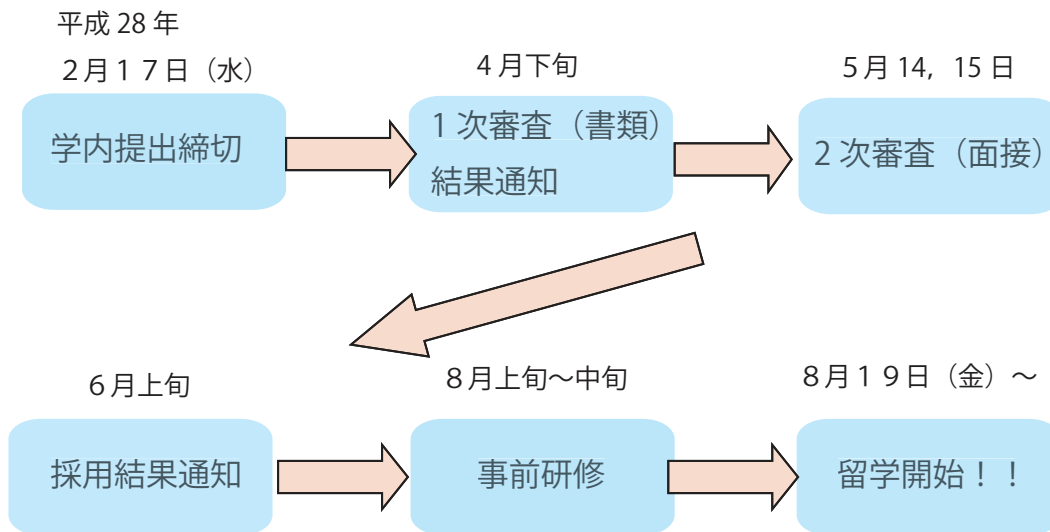 平成 28 年
２月１７日（水）
学内提出締切
４月下旬
１次審査（書類）
結果通知
５月 14，15 日
２次審査（面接）
６月上旬
採用結果通知
８月上旬～中旬
事前研修
８月１９日（金）～
留学開始！！